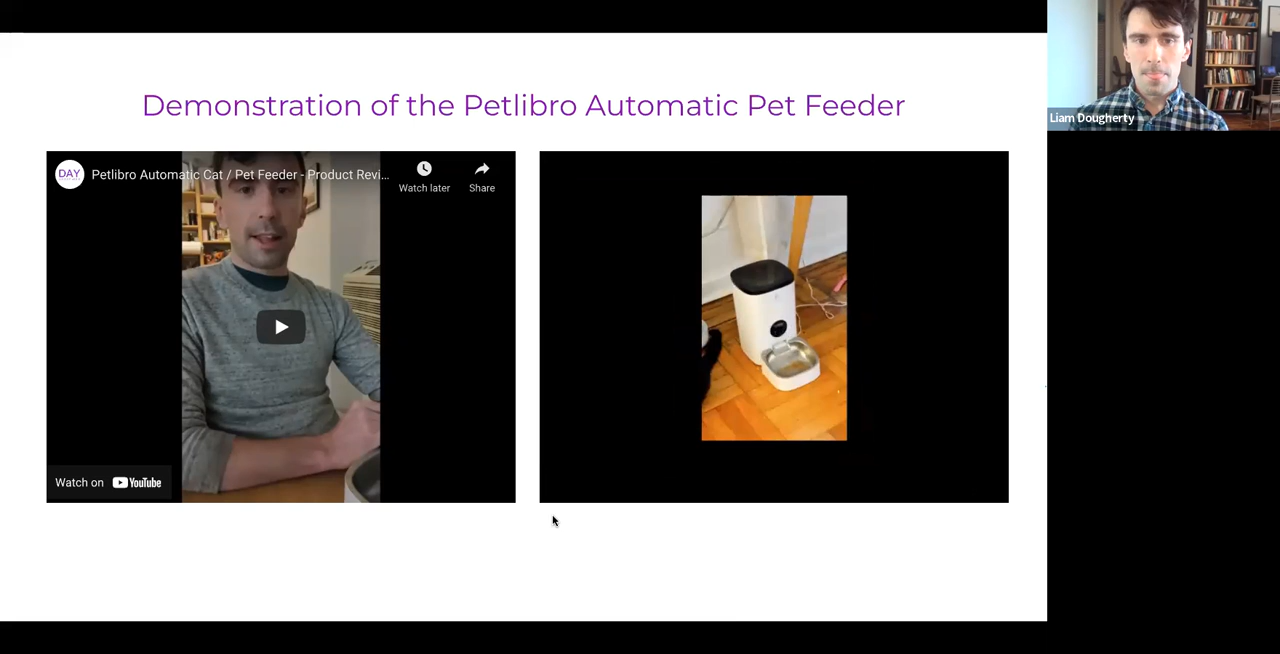 Demonstration of the Petlibro Automatic Pet Feeder
Liam Dougherty
DAY
Petlibro Automatic Cat / Pet Feeder - Product Revi...
Watch later
Share
Watch on YouTube